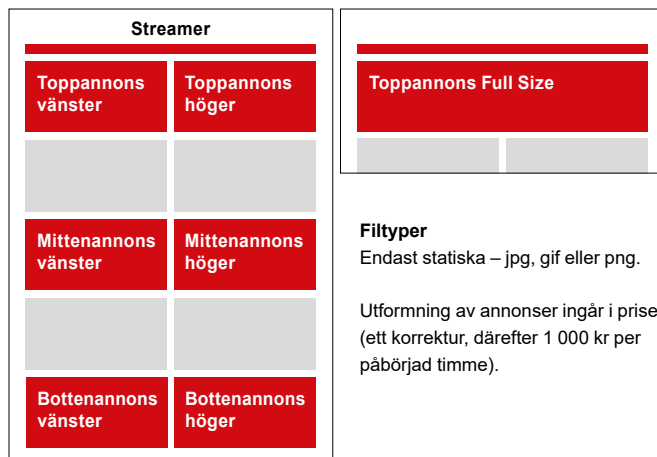 Streamer
Toppannons vänster
Toppannons höger
Mittenannons vänster
Mittenannons höger
Bottenannons vänster
Bottenannons höger
Toppannons Full Size
Filtyper
Endast statiska – jpg, gif eller png.
Utformning av annonser ingår i prise
(ett korrektur, därefter 1 000 kr per
påbörjad timme).